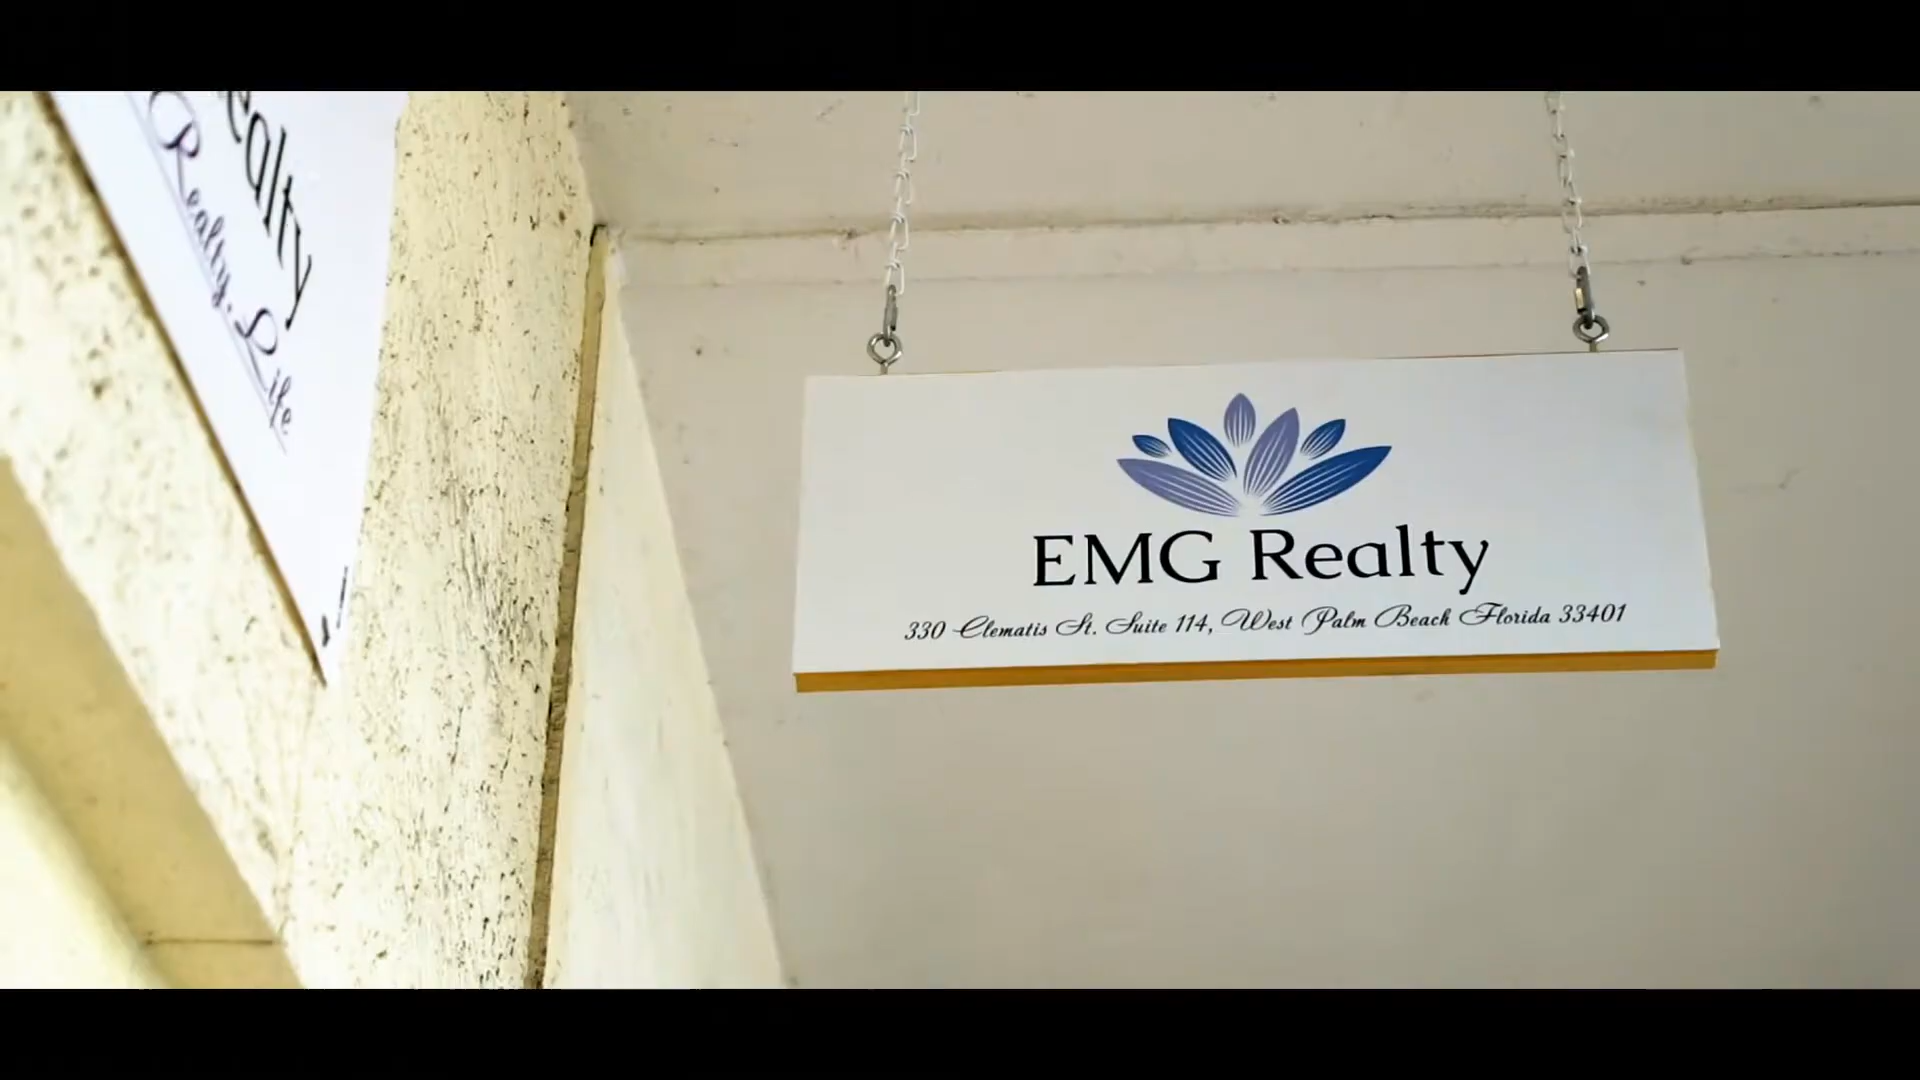 ealty
Realty.Life
EMG Realty
330 Clematis St. Suite 114, West Palm Beach Florida 33401